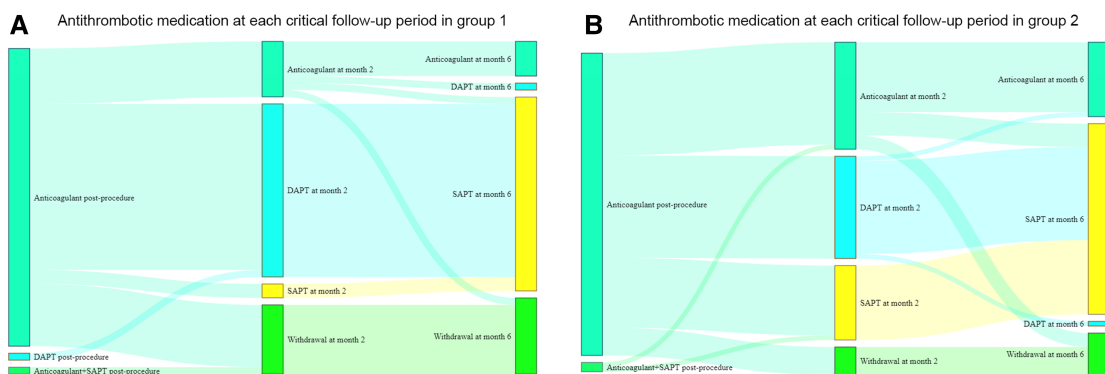 A
Antithrombotic medication at each critical follow-up period in group 1
Anticoagulant post-procedure
DAPT post-procedure
Anticoagulant+SAPT post-procedure
Anticoagulant at month 2
DAPT at month 2
SAPT at month 2
Withdrawal at month 2
Anticoagulant at month 6
DAPT at month 6
SAPT at month 6
Withdrawal at month 6
B
Antithrombotic medication at each critical follow-up period in group 2
Anticoagulant post-procedure
Anticoagulant+SAPT post-procedure
Anticoagulant at month 2
DAPT at month 2
SAPT at month 2
Withdrawal at month 2
Anticoagulant at month 6
SAPT at month 6
DAPT at month 6
Withdrawal at month 6